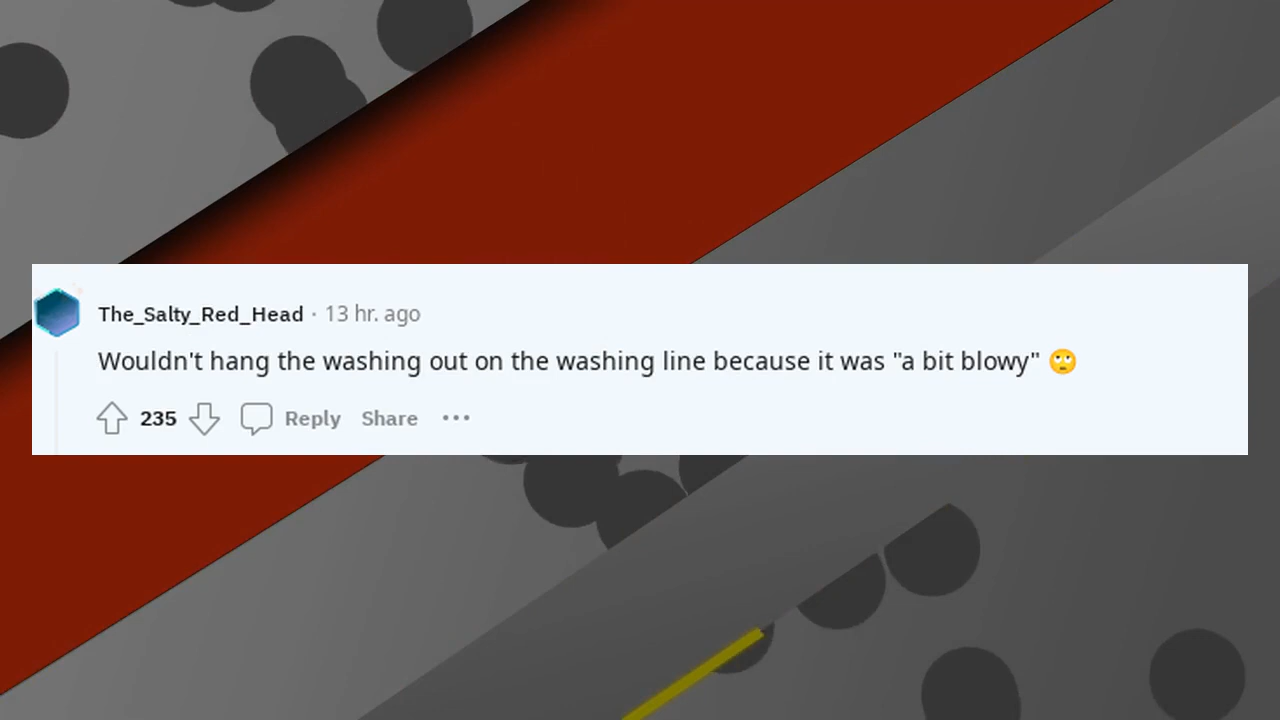 The_Salty_Red_Head · 13 hr. ago
Wouldn't hang the washing out on the washing line because it was "a bit blowy" 🙄
235 Reply Share ···